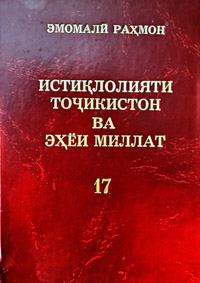 ЭМОМАЛӢ РАҲМОН
ИСТИҚЛОЛИЯТИ
ТОҶИКИСТОН
ВА
ЭҲЁИ МИЛЛАТ
17